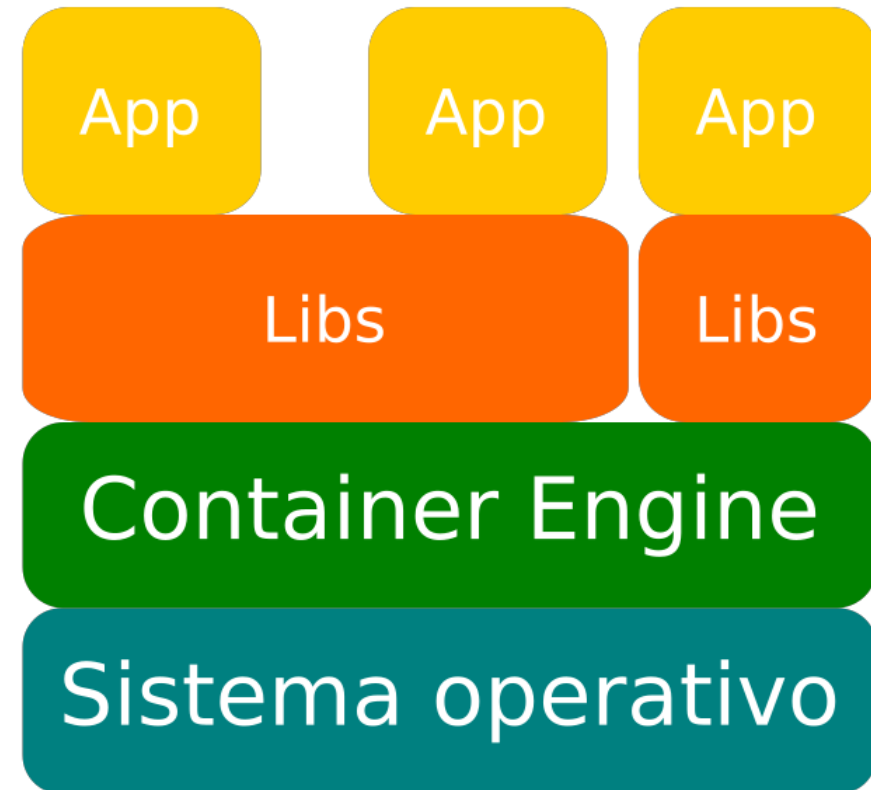 App App App
Libs Libs
Container Engine
Sistema operativo